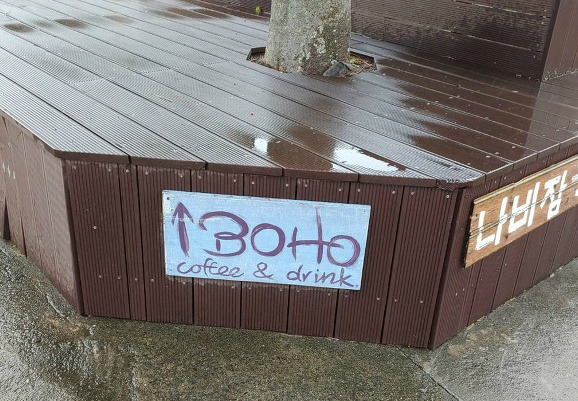 ↑ BOHO
coffee & drink
나비잠